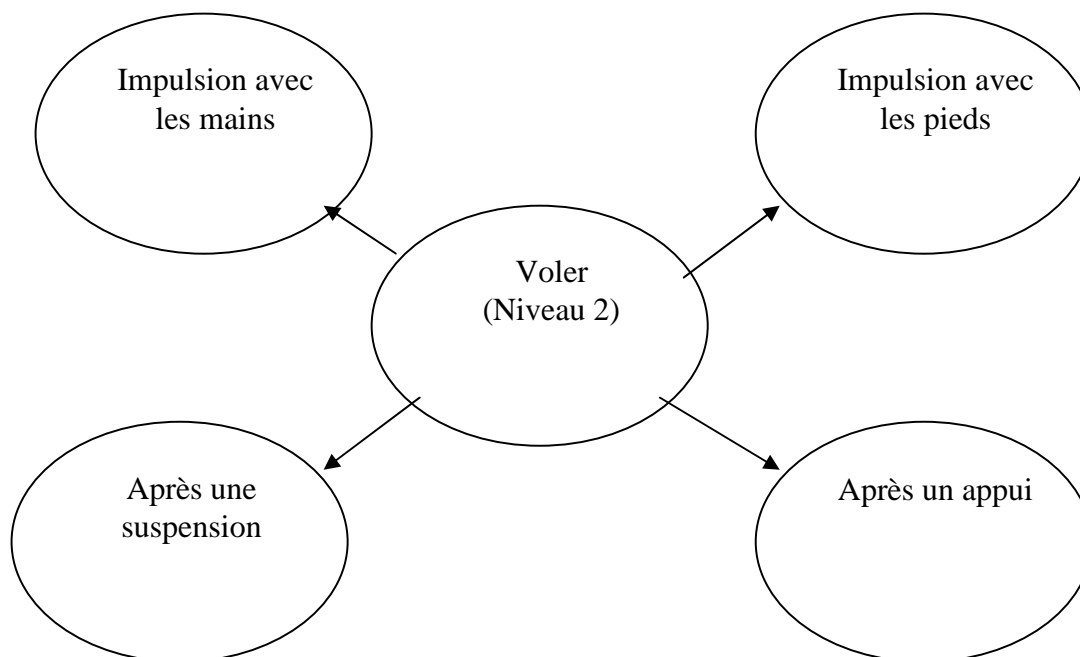 Impulsion avec
les mains
Impulsion avec
les pieds
Voler
(Niveau 2)
Après une
suspension
Après un appui